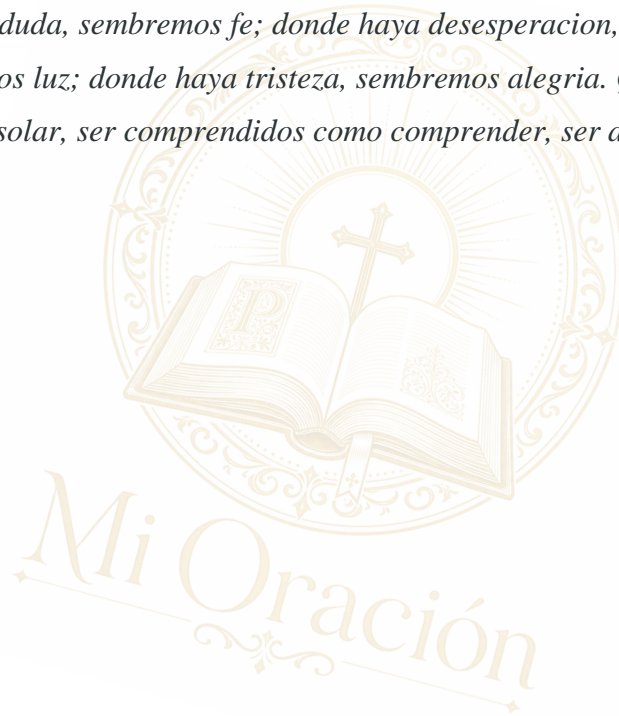 duda, sembremos fe; donde haya desesperacion,
os luz; donde haya tristeza, sembremos alegria.
solar, ser comprendidos como comprender, ser
P
Mi Oración